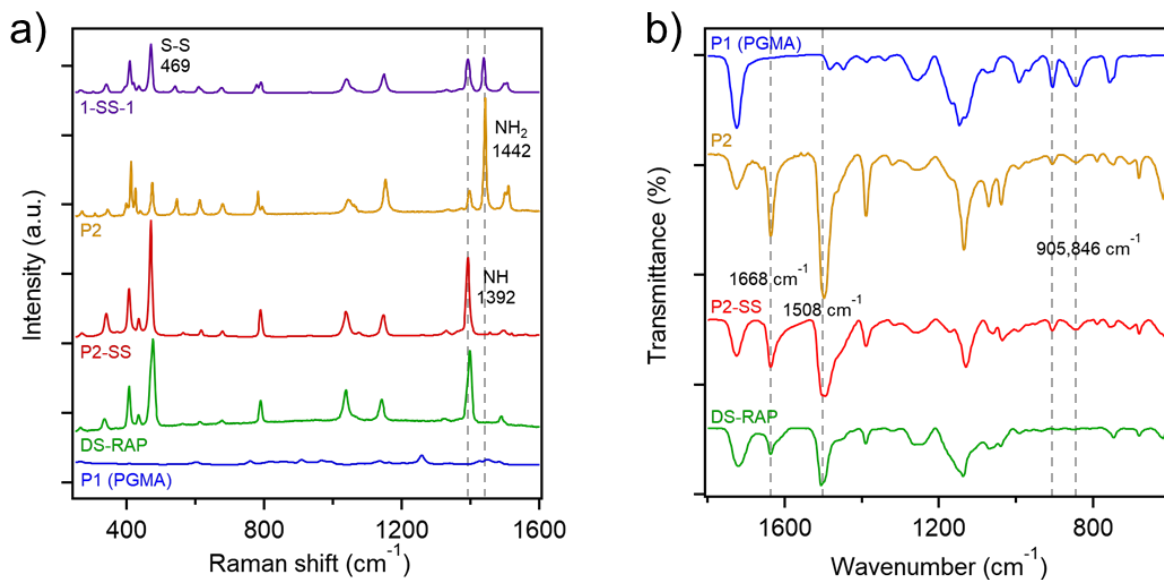 a)
S-S
469
1-SS-1
NH₂
1442
P2
NH
1392
P2-SS
DS-RAP
P1 (PGMA)
400
800
1200
1600
Raman shift (cm⁻¹)
Intensity (a.u.)
b)
P1 (PGMA)
P2
905,846 cm⁻¹
1668 cm⁻¹
1508 cm⁻¹
P2-SS
DS-RAP
1600
1200
800
Wavenumber (cm⁻¹)
Transmittance (%)